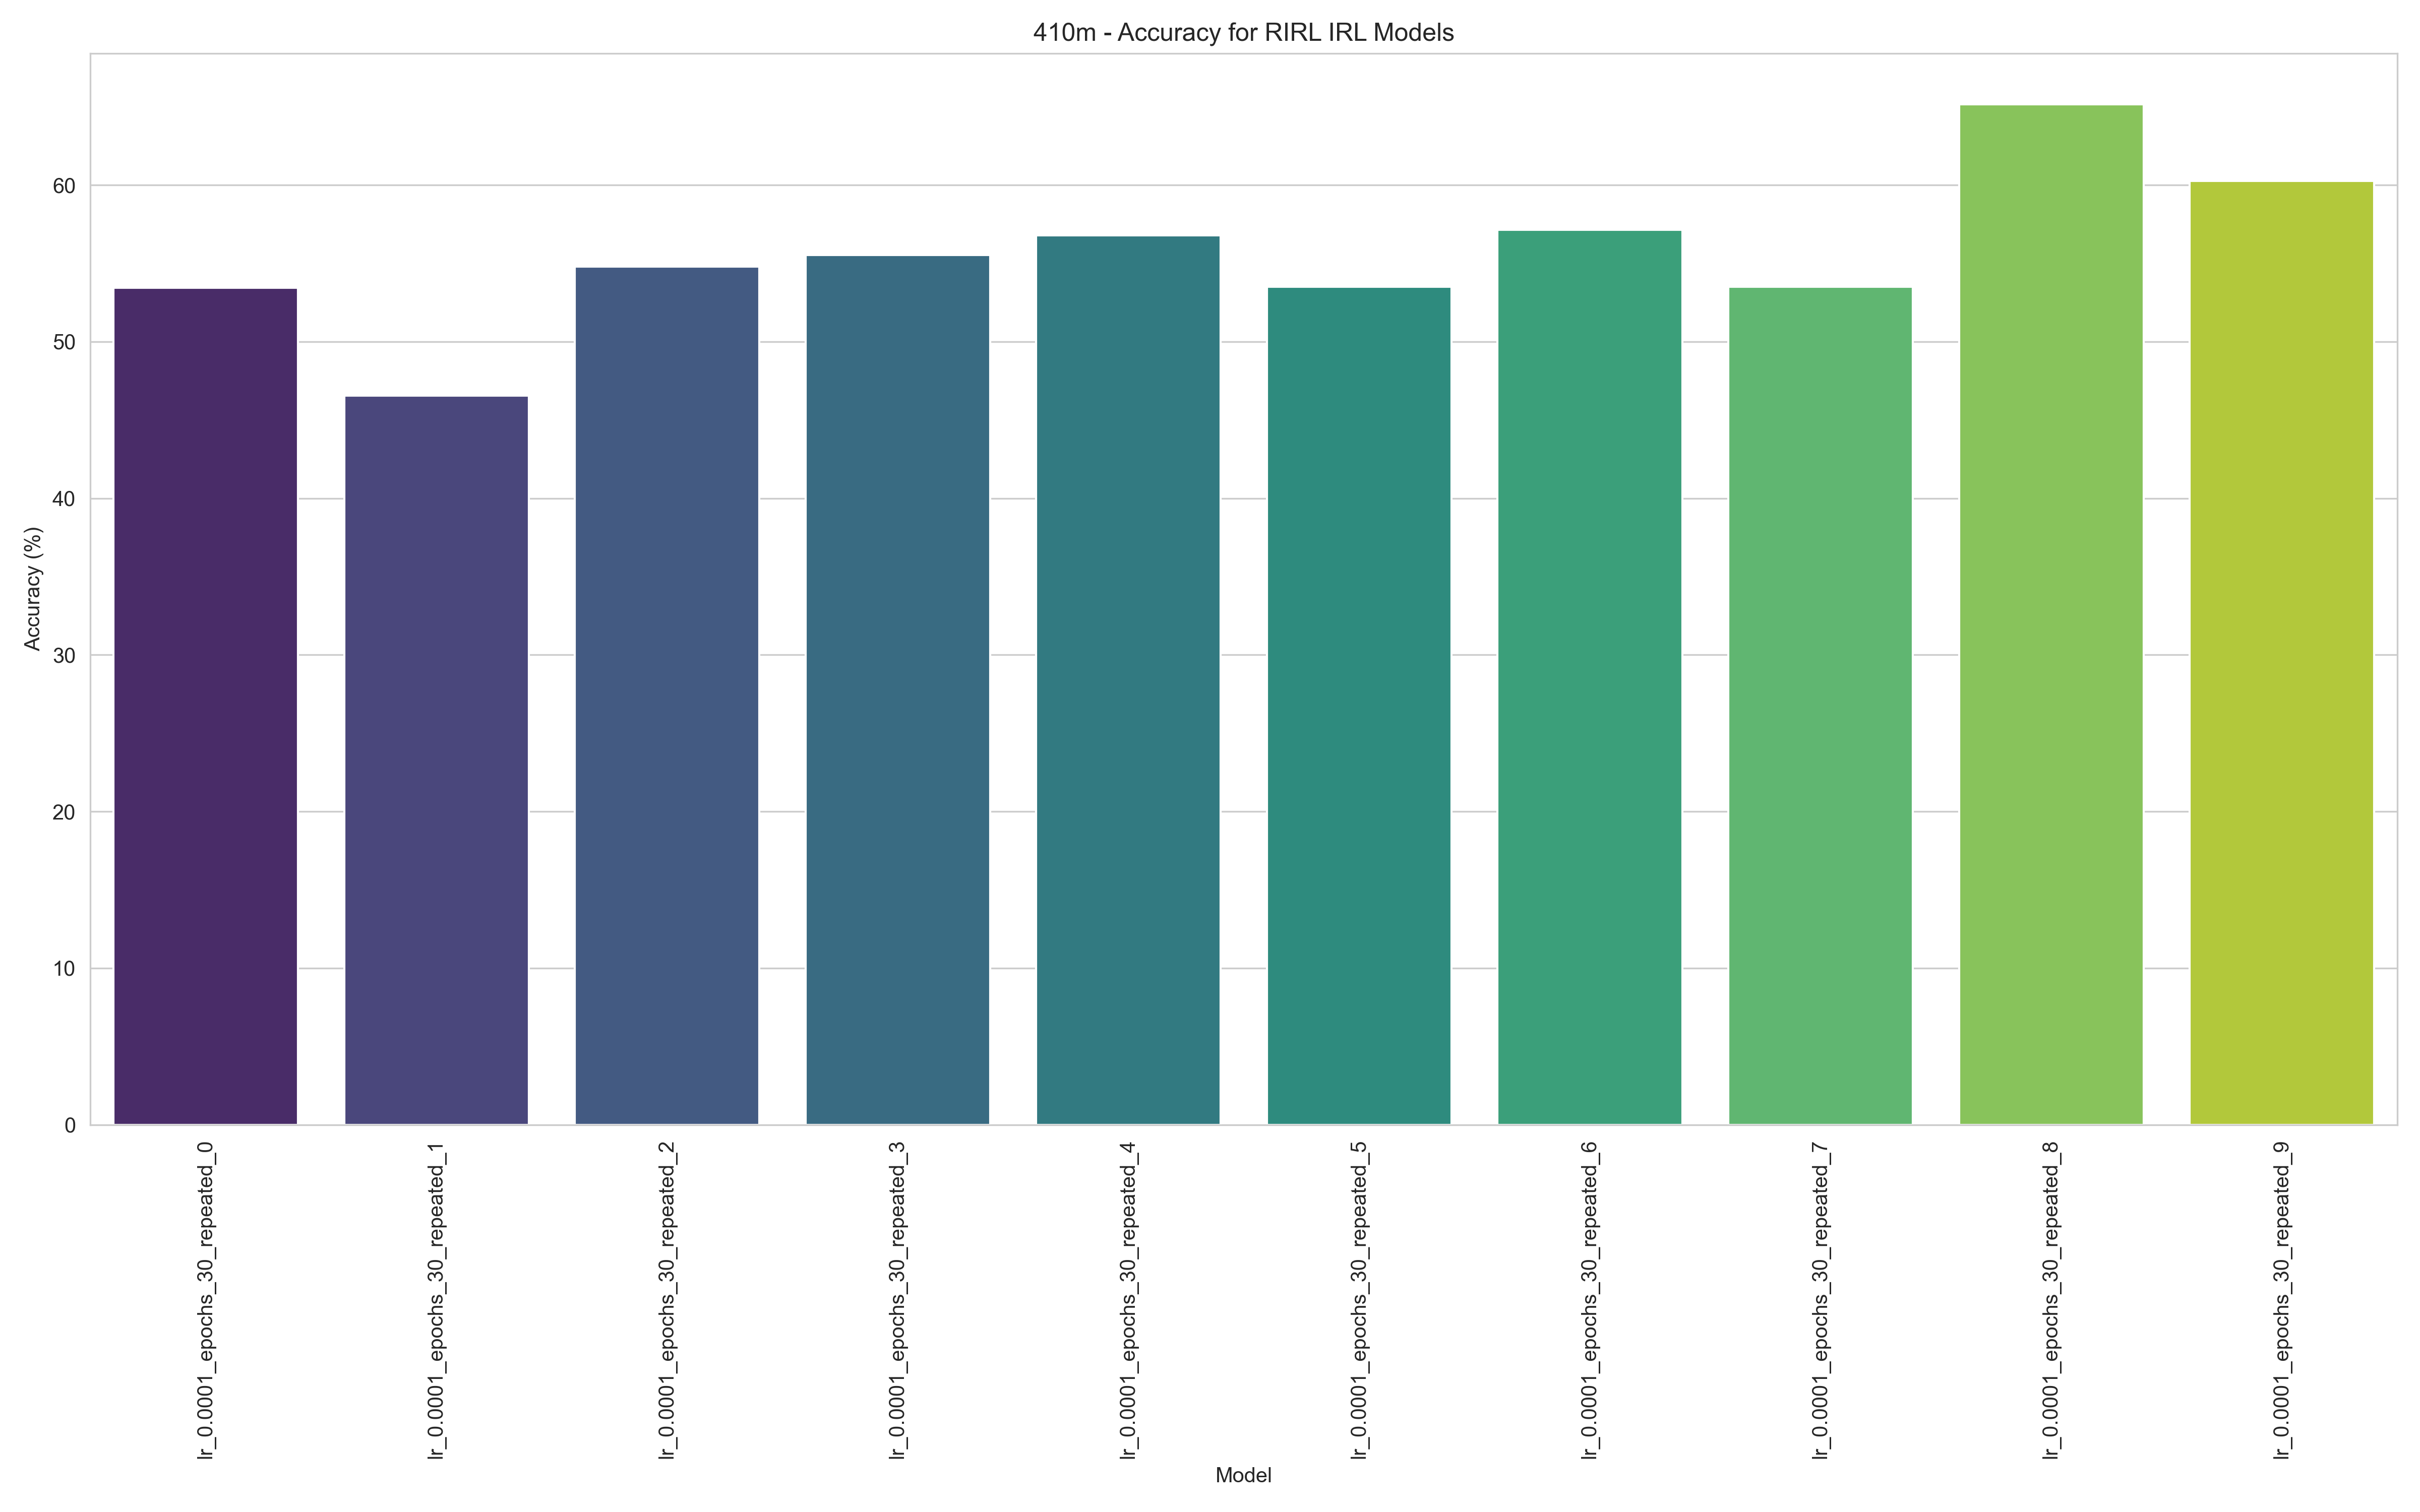 410m - Accuracy for RIRL IRL Models
Accuracy (%)
60
50
40
30
20
10
0
lr_0.0001_epochs_30_repeated_0
lr_0.0001_epochs_30_repeated_1
lr_0.0001_epochs_30_repeated_2
lr_0.0001_epochs_30_repeated_3
lr_0.0001_epochs_30_repeated_4
lr_0.0001_epochs_30_repeated_5
lr_0.0001_epochs_30_repeated_6
lr_0.0001_epochs_30_repeated_7
lr_0.0001_epochs_30_repeated_8
lr_0.0001_epochs_30_repeated_9
Model